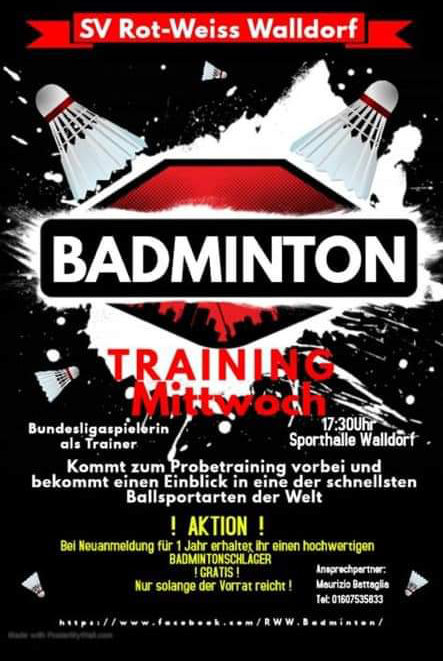 SV Rot-Weiss Walldorf
BADMINTON
TRAINING
Mittwoch
Bundesligaspielerin
als Trainer
17:30Uhr
Sporthalle Walldorf
Kommt zum Probetraining vorbei und
bekommt einen Einblick in eine der schnellsten
Ballsportarten der Welt
! AKTION !
Bei Neuanmeldung für 1 Jahr erhaltet ihr einen hochwertigen
BADMINTONSCHLÄGER
! GRATIS !
Nur solange der Vorrat reicht !
Ansprechpartner:
Maurizio Battaglia
Tel: 01607535833
https://www.facebook.com/RWW.Badminton/
Made with PosterMyWall.com